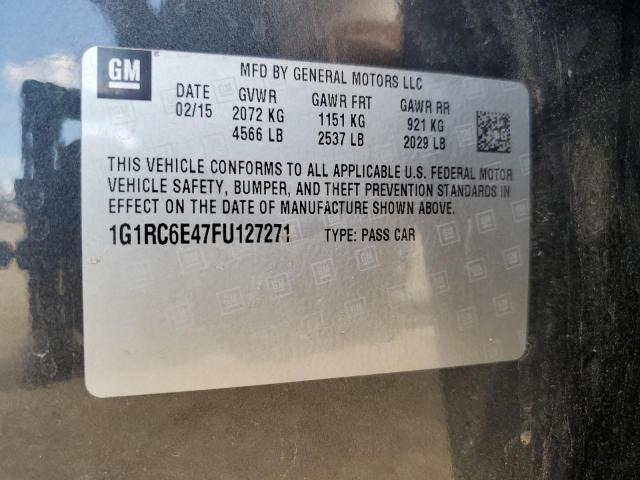 GM
MFD BY GENERAL MOTORS LLC
DATE GVWR GAWR FRT GAWR RR
02/15 2072 KG 1151 KG 921 KG
4566 LB 2537 LB 2029 LB
THIS VEHICLE CONFORMS TO ALL APPLICABLE U.S. FEDERAL MOTOR
VEHICLE SAFETY, BUMPER, AND THEFT PREVENTION STANDARDS IN
EFFECT ON THE DATE OF MANUFACTURE SHOWN ABOVE.
1G1RC6E47FU127271 TYPE: PASS CAR